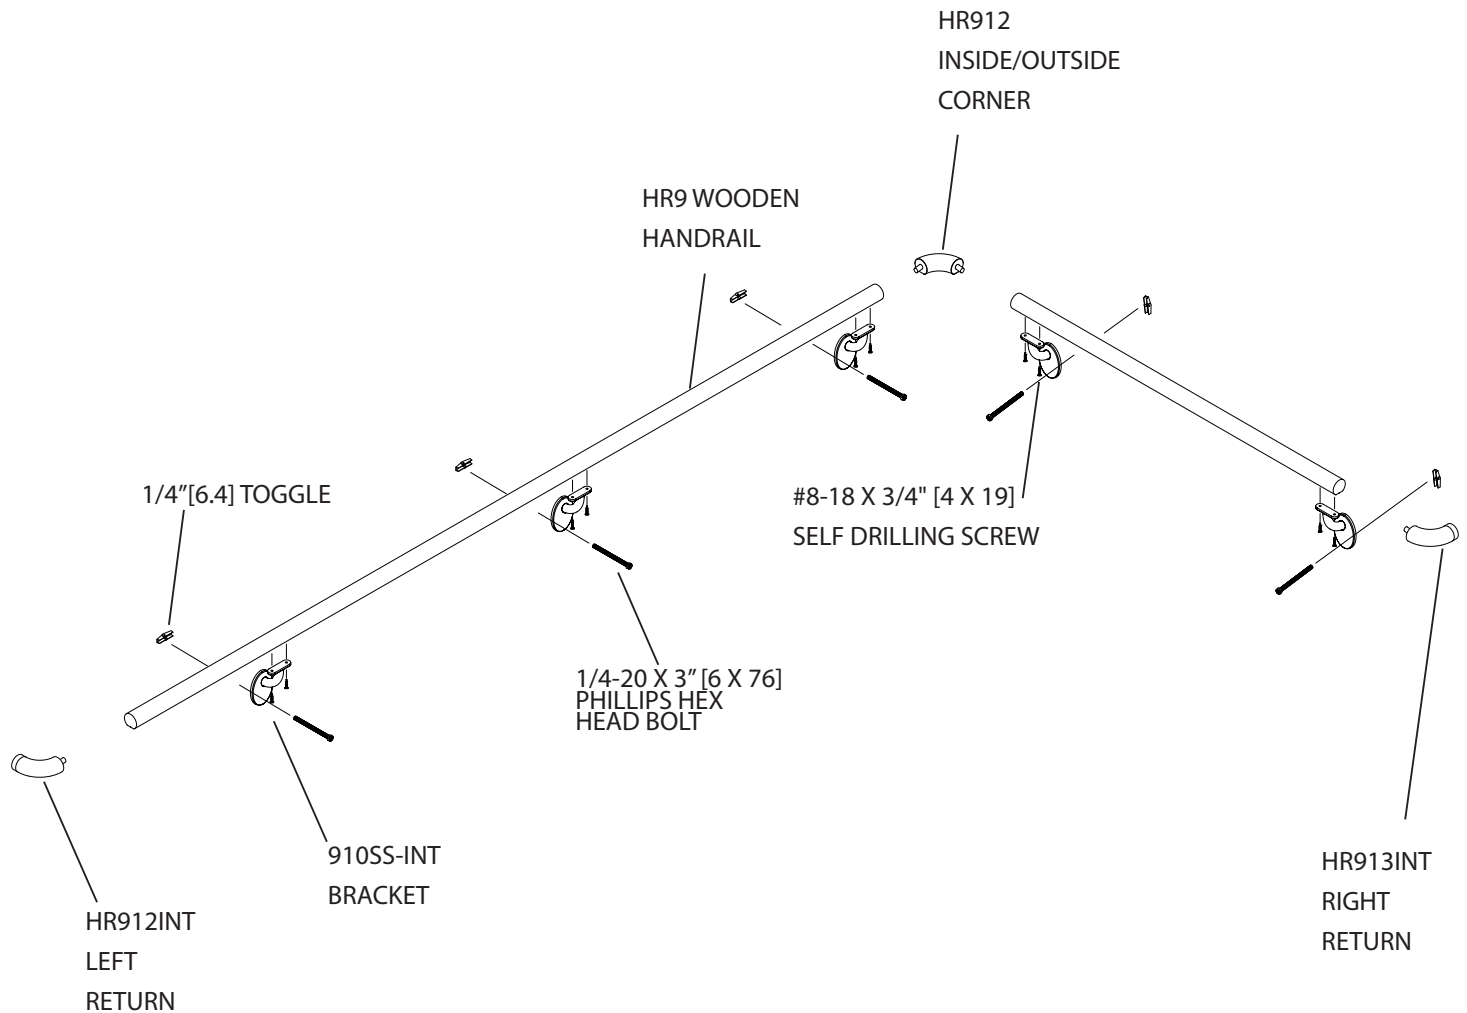 HR912
INSIDE/OUTSIDE
CORNER
HR9 WOODEN
HANDRAIL
1/4”[6.4] TOGGLE
#8-18 X 3/4" [4 X 19]
SELF DRILLING SCREW
1/4-20 X 3” [6 X 76]
PHILLIPS HEX
HEAD BOLT
910SS-INT
BRACKET
HR912INT
LEFT
RETURN
HR913INT
RIGHT
RETURN